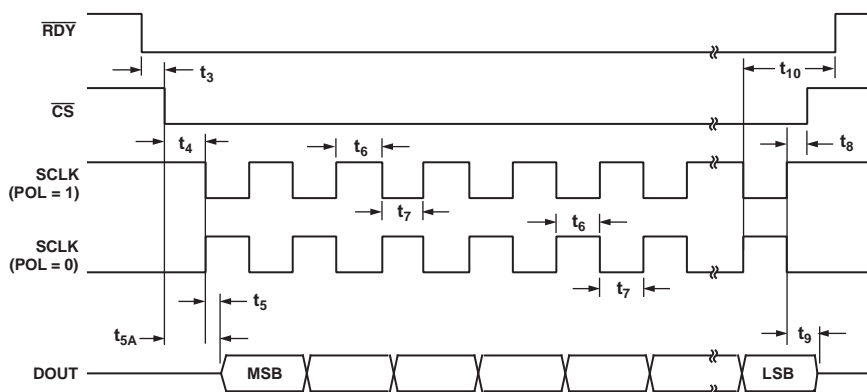 RDY
t3
t10
CS
t4
t6
t8
SCLK
(POL = 1)
t7
t6
SCLK
(POL = 0)
t7
t5
t5A
t9
DOUT
MSB
LSB